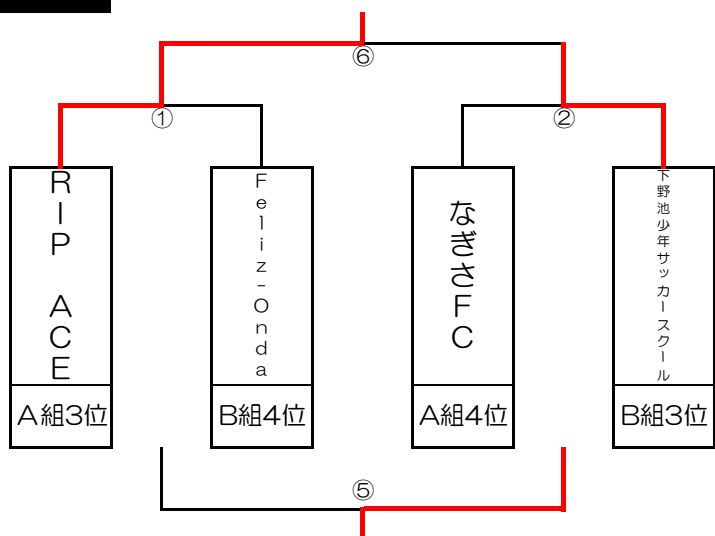 ⑥
①
②
RIP ACE
Feliz-Onda
なぎさFC
下野池少年サッカースクール
A組3位
B組4位
A組4位
B組3位
⑤